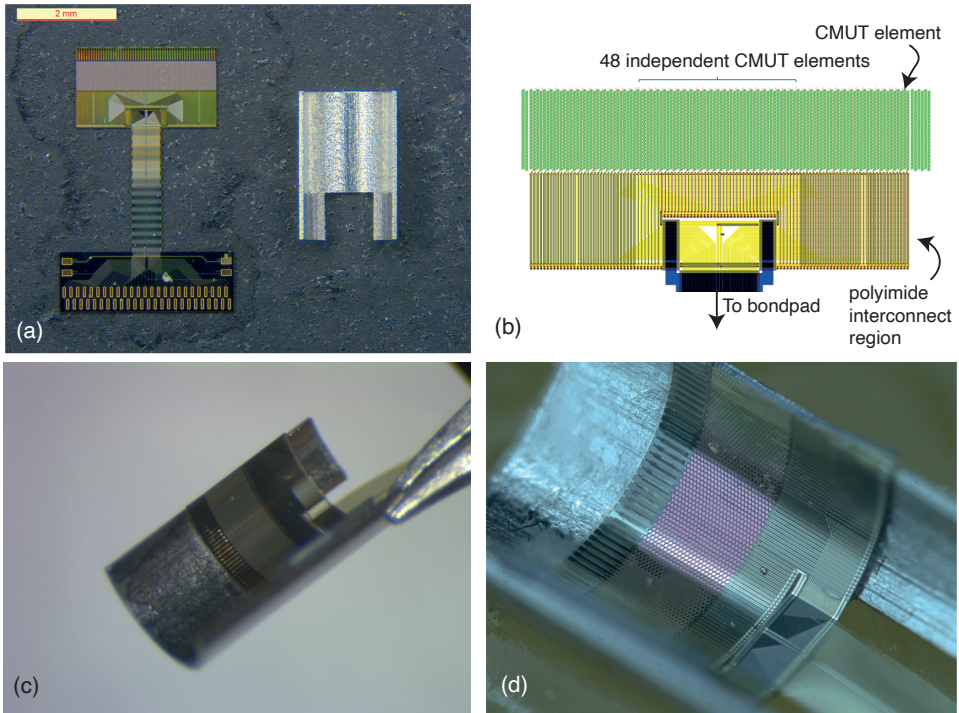 2 mm
(a)
CMUT element
48 independent CMUT elements
To bondpad
polyimide
interconnect
region
(b)
(c)
(d)